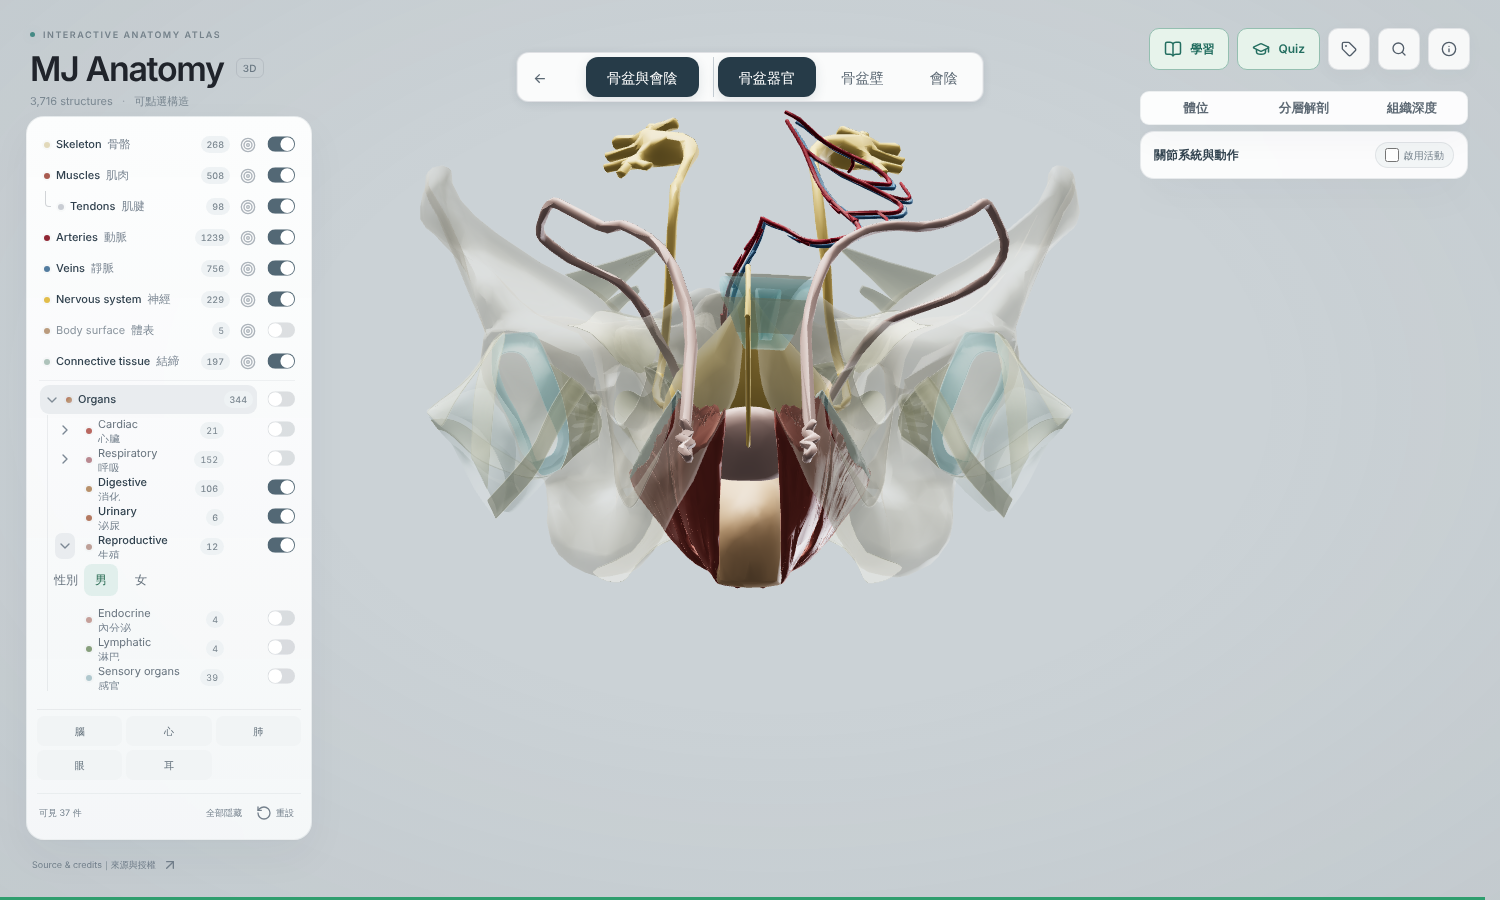 INTERACTIVE ANATOMY ATLAS
MJ Anatomy 3D
3,716 structures · 可點選構造
← 骨盆與會陰 骨盆器官 骨盆壁 會陰
學習 Quiz
體位 分層解剖 組織深度
關節系統與動作 啟用活動
Skeleton 骨骼 268
Muscles 肌肉 508
Tendons 肌腱 98
Arteries 動脈 1239
Veins 靜脈 756
Nervous system 神經 229
Body surface 體表 5
Connective tissue 結締 197
Organs 344
Cardiac 21
心臟
Respiratory 152
呼吸
Digestive 106
消化
Urinary 6
泌尿
Reproductive 12
生殖
性別 男 女
Endocrine 4
內分泌
Lymphatic 4
淋巴
Sensory organs 39
感官
腦 心 肺
眼 耳
可見 37 件 全部隱藏 重設
Source & credits | 來源與授權